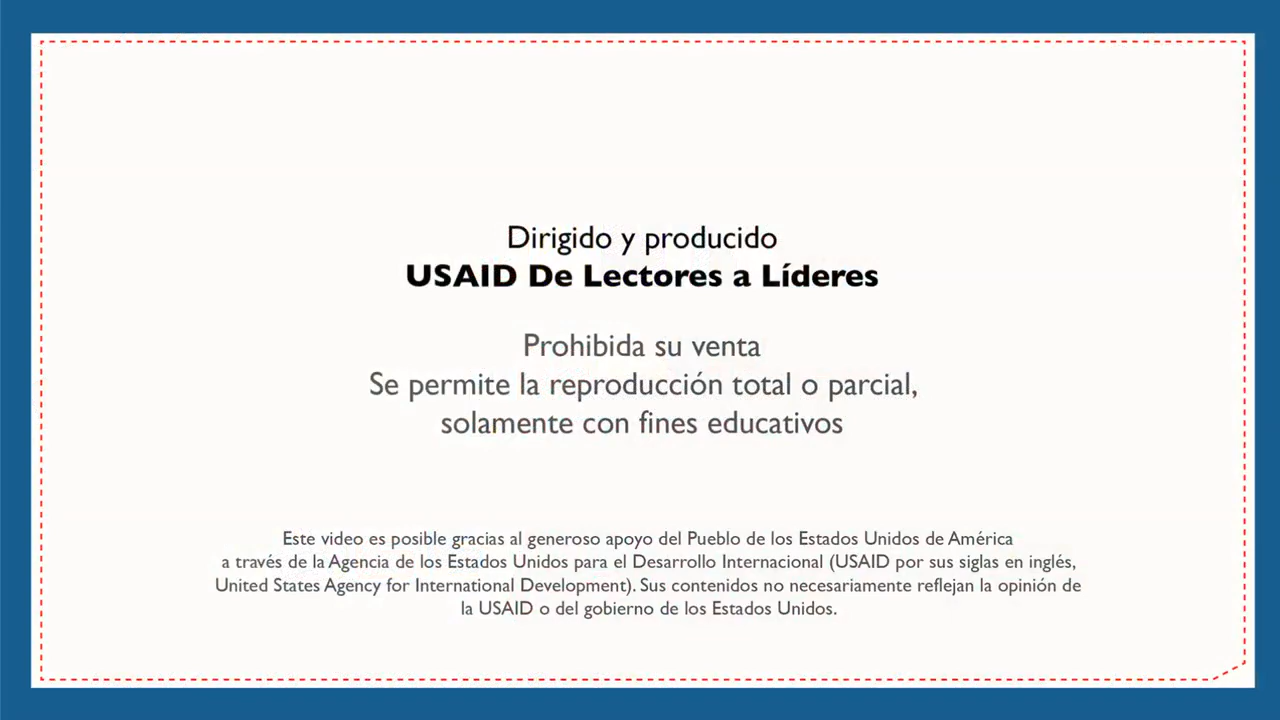 Dirigido y producido
USAID De Lectores a Líderes
Prohibida su venta
Se permite la reproducción total o parcial,
solamente con fines educativos
Este video es posible gracias al generoso apoyo del Pueblo de los Estados Unidos de América
a través de la Agencia de los Estados Unidos para el Desarrollo Internacional (USAID por sus siglas en inglés,
United States Agency for International Development). Sus contenidos no necesariamente reflejan la opinión de
la USAID o del gobierno de los Estados Unidos.